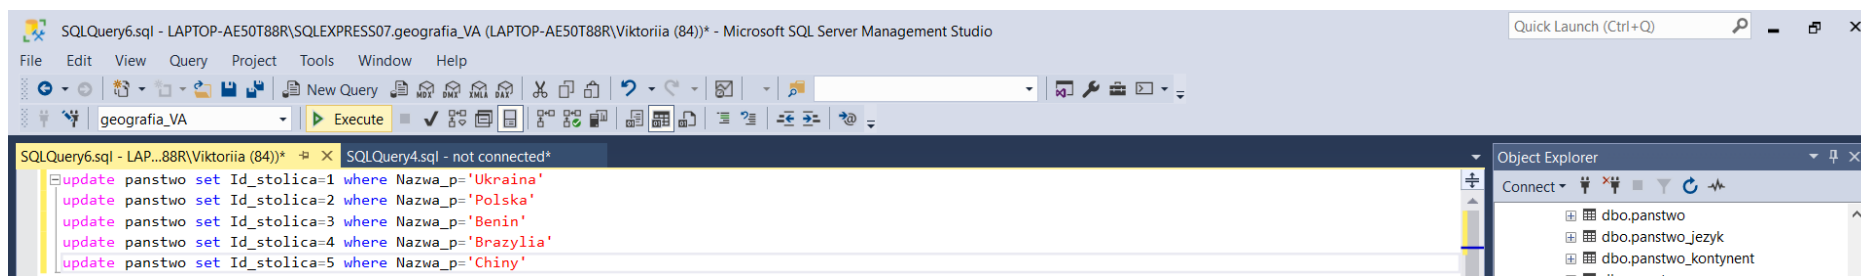 SQLQuery6.sql - LAPTOP-AE50T88R\SQLEXPRESS07.geografia_VA (LAPTOP-AE50T88R\Viktoriia (84))* - Microsoft SQL Server Management Studio
Quick Launch (Ctrl+Q)
File Edit View Query Project Tools Window Help
New Query MDX DMX XMLA DAX
geografia_VA Execute
SQLQuery6.sql - LAP...88R\Viktoriia (84))* SQLQuery4.sql - not connected*
update panstwo set Id_stolica=1 where Nazwa_p='Ukraina'
update panstwo set Id_stolica=2 where Nazwa_p='Polska'
update panstwo set Id_stolica=3 where Nazwa_p='Benin'
update panstwo set Id_stolica=4 where Nazwa_p='Brazylia'
update panstwo set Id_stolica=5 where Nazwa_p='Chiny'
Object Explorer
Connect
dbo.panstwo
dbo.panstwo_jezyk
dbo.panstwo_kontynent